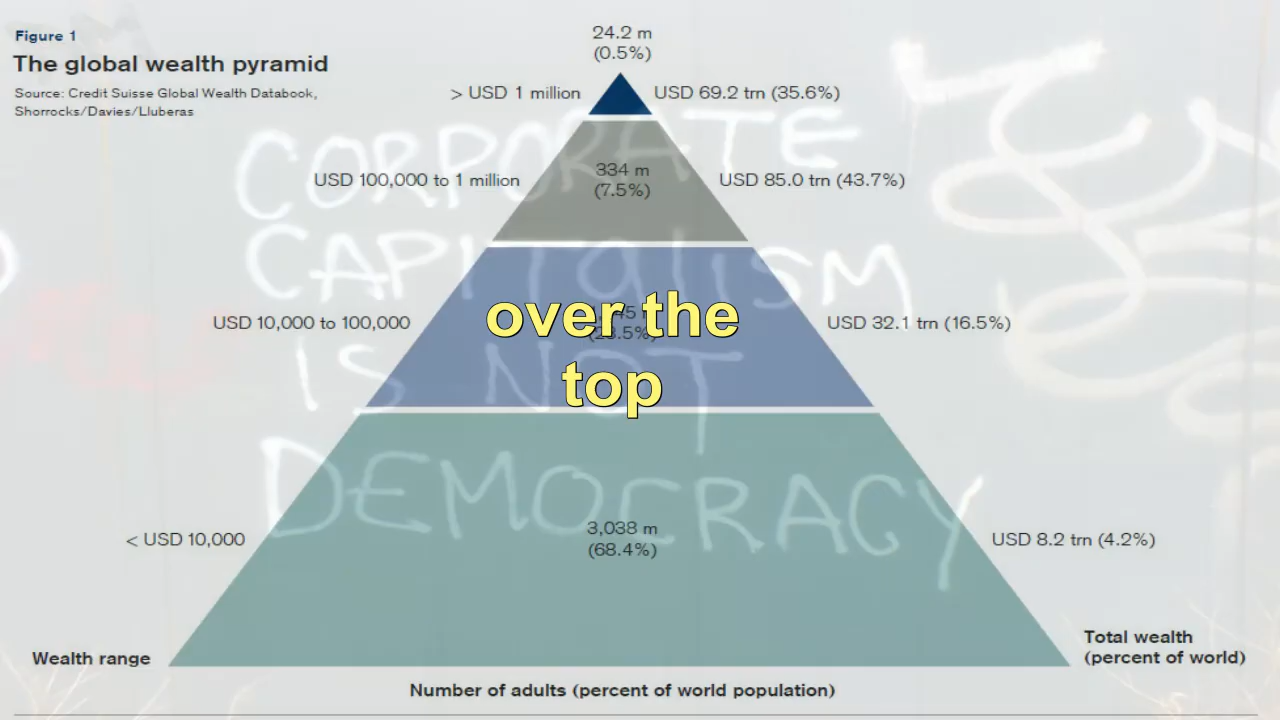 Figure 1
The global wealth pyramid
Source: Credit Suisse Global Wealth Databook,
Shorrocks/Davies/Lluberas
24.2 m
(0.5%)
> USD 1 million
USD 69.2 trn (35.6%)
CORPORATE
334 m
(7.5%)
USD 100,000 to 1 million
USD 85.0 trn (43.7%)
CAPITalISM
over the
top
USD 10,000 to 100,000
USD 32.1 trn (16.5%)
IS NOT
DEMOCRACY
3,038 m
(68.4%)
< USD 10,000
USD 8.2 trn (4.2%)
Wealth range
Total wealth
(percent of world)
Number of adults (percent of world population)